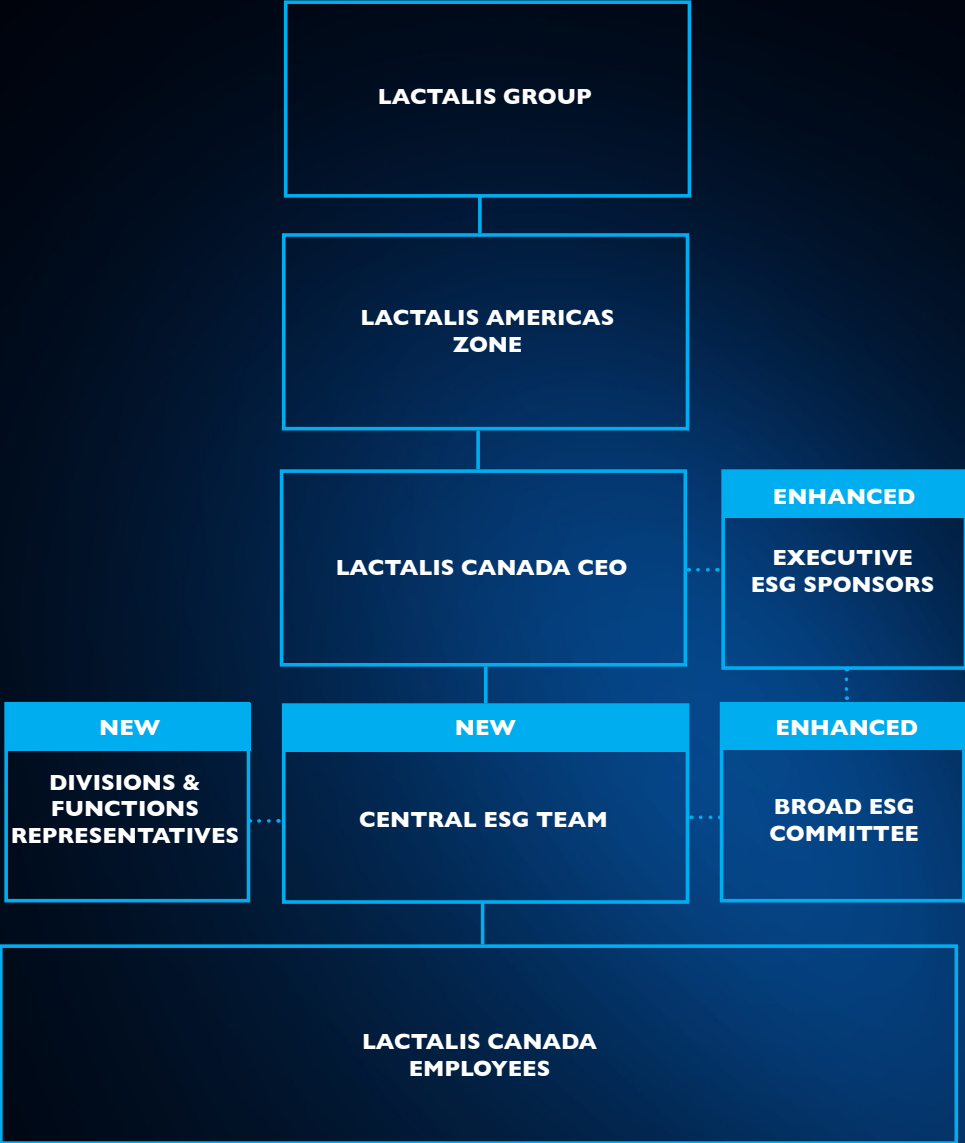 LACTALIS GROUP
LACTALIS AMERICAS
ZONE
LACTALIS CANADA CEO
ENHANCED
EXECUTIVE
ESG SPONSORS
NEW
DIVISIONS &
FUNCTIONS
REPRESENTATIVES
NEW
CENTRAL ESG TEAM
ENHANCED
BROAD ESG
COMMITTEE
LACTALIS CANADA
EMPLOYEES